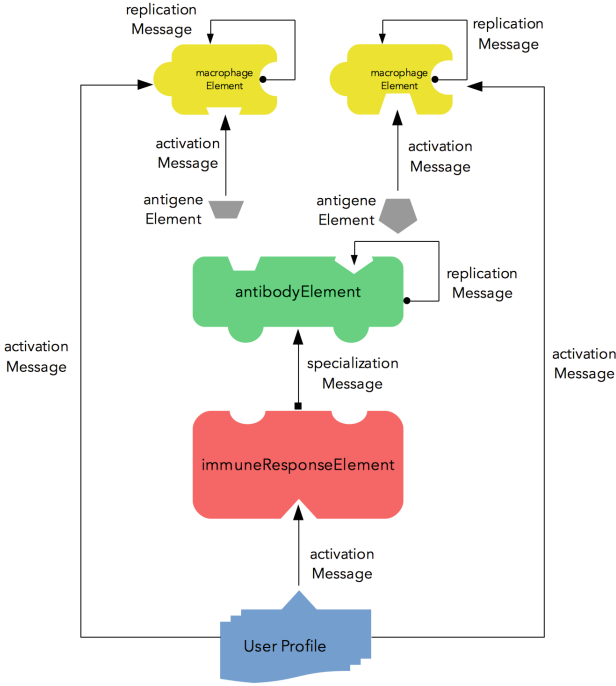 replication
Message
replication
Message
macrophage
Element
macrophage
Element
activation
Message
activation
Message
antigene
Element
antigene
Element
antibodyElement
replication
Message
activation
Message
specialization
Message
activation
Message
immuneResponseElement
activation
Message
User Profile